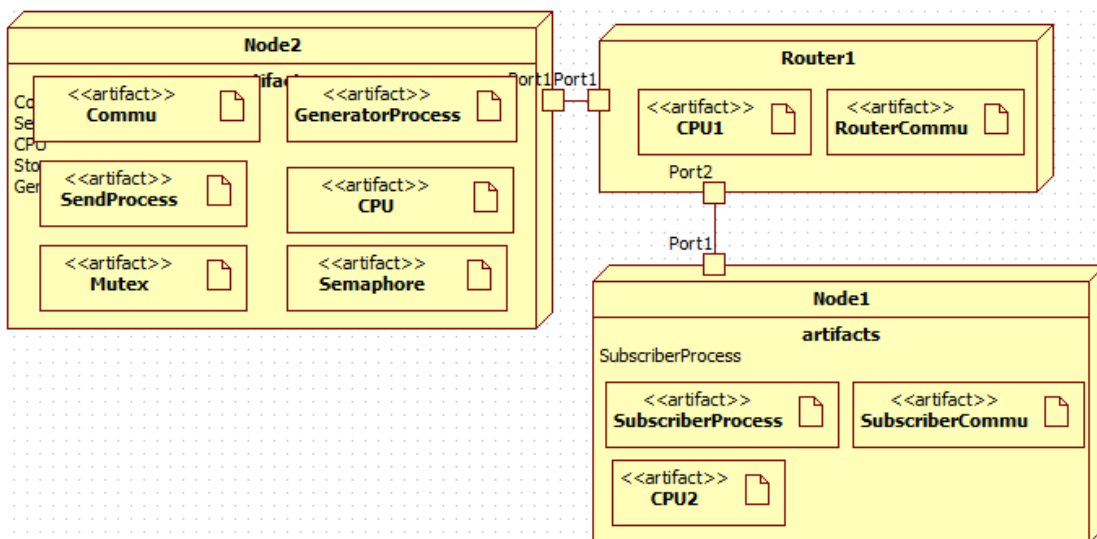 Node2
<<artifact>>
Commu
<<artifact>>
GeneratorProcess
CPU
<<artifact>>
SendProcess
<<artifact>>
CPU
<<artifact>>
Mutex
<<artifact>>
Semaphore
Port1
Port1
Router1
<<artifact>>
CPU1
<<artifact>>
RouterCommu
Port2
Port1
Node1
artifacts
SubscriberProcess
<<artifact>>
SubscriberProcess
<<artifact>>
SubscriberCommu
<<artifact>>
CPU2